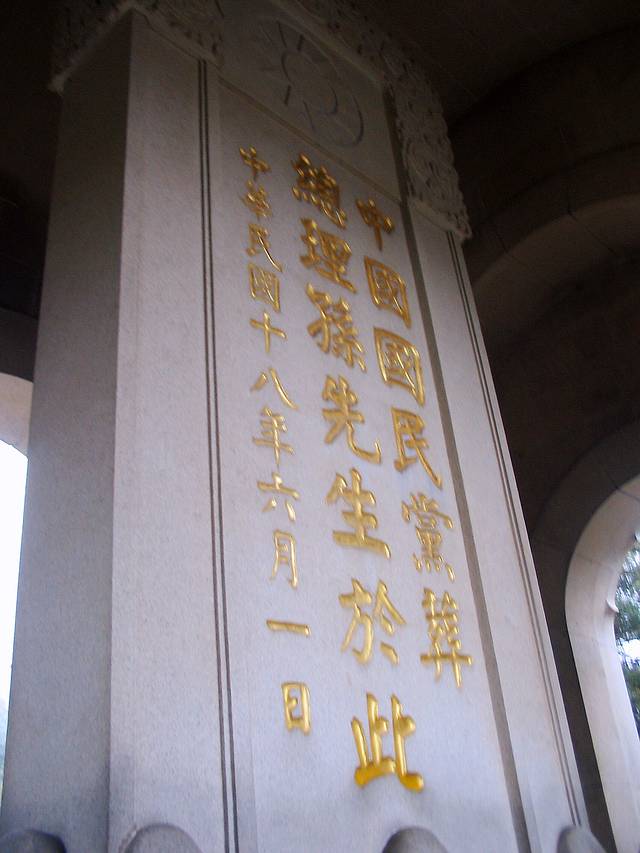 中國國民黨葬
總理孫先生於此
中華民國十八年六月一日